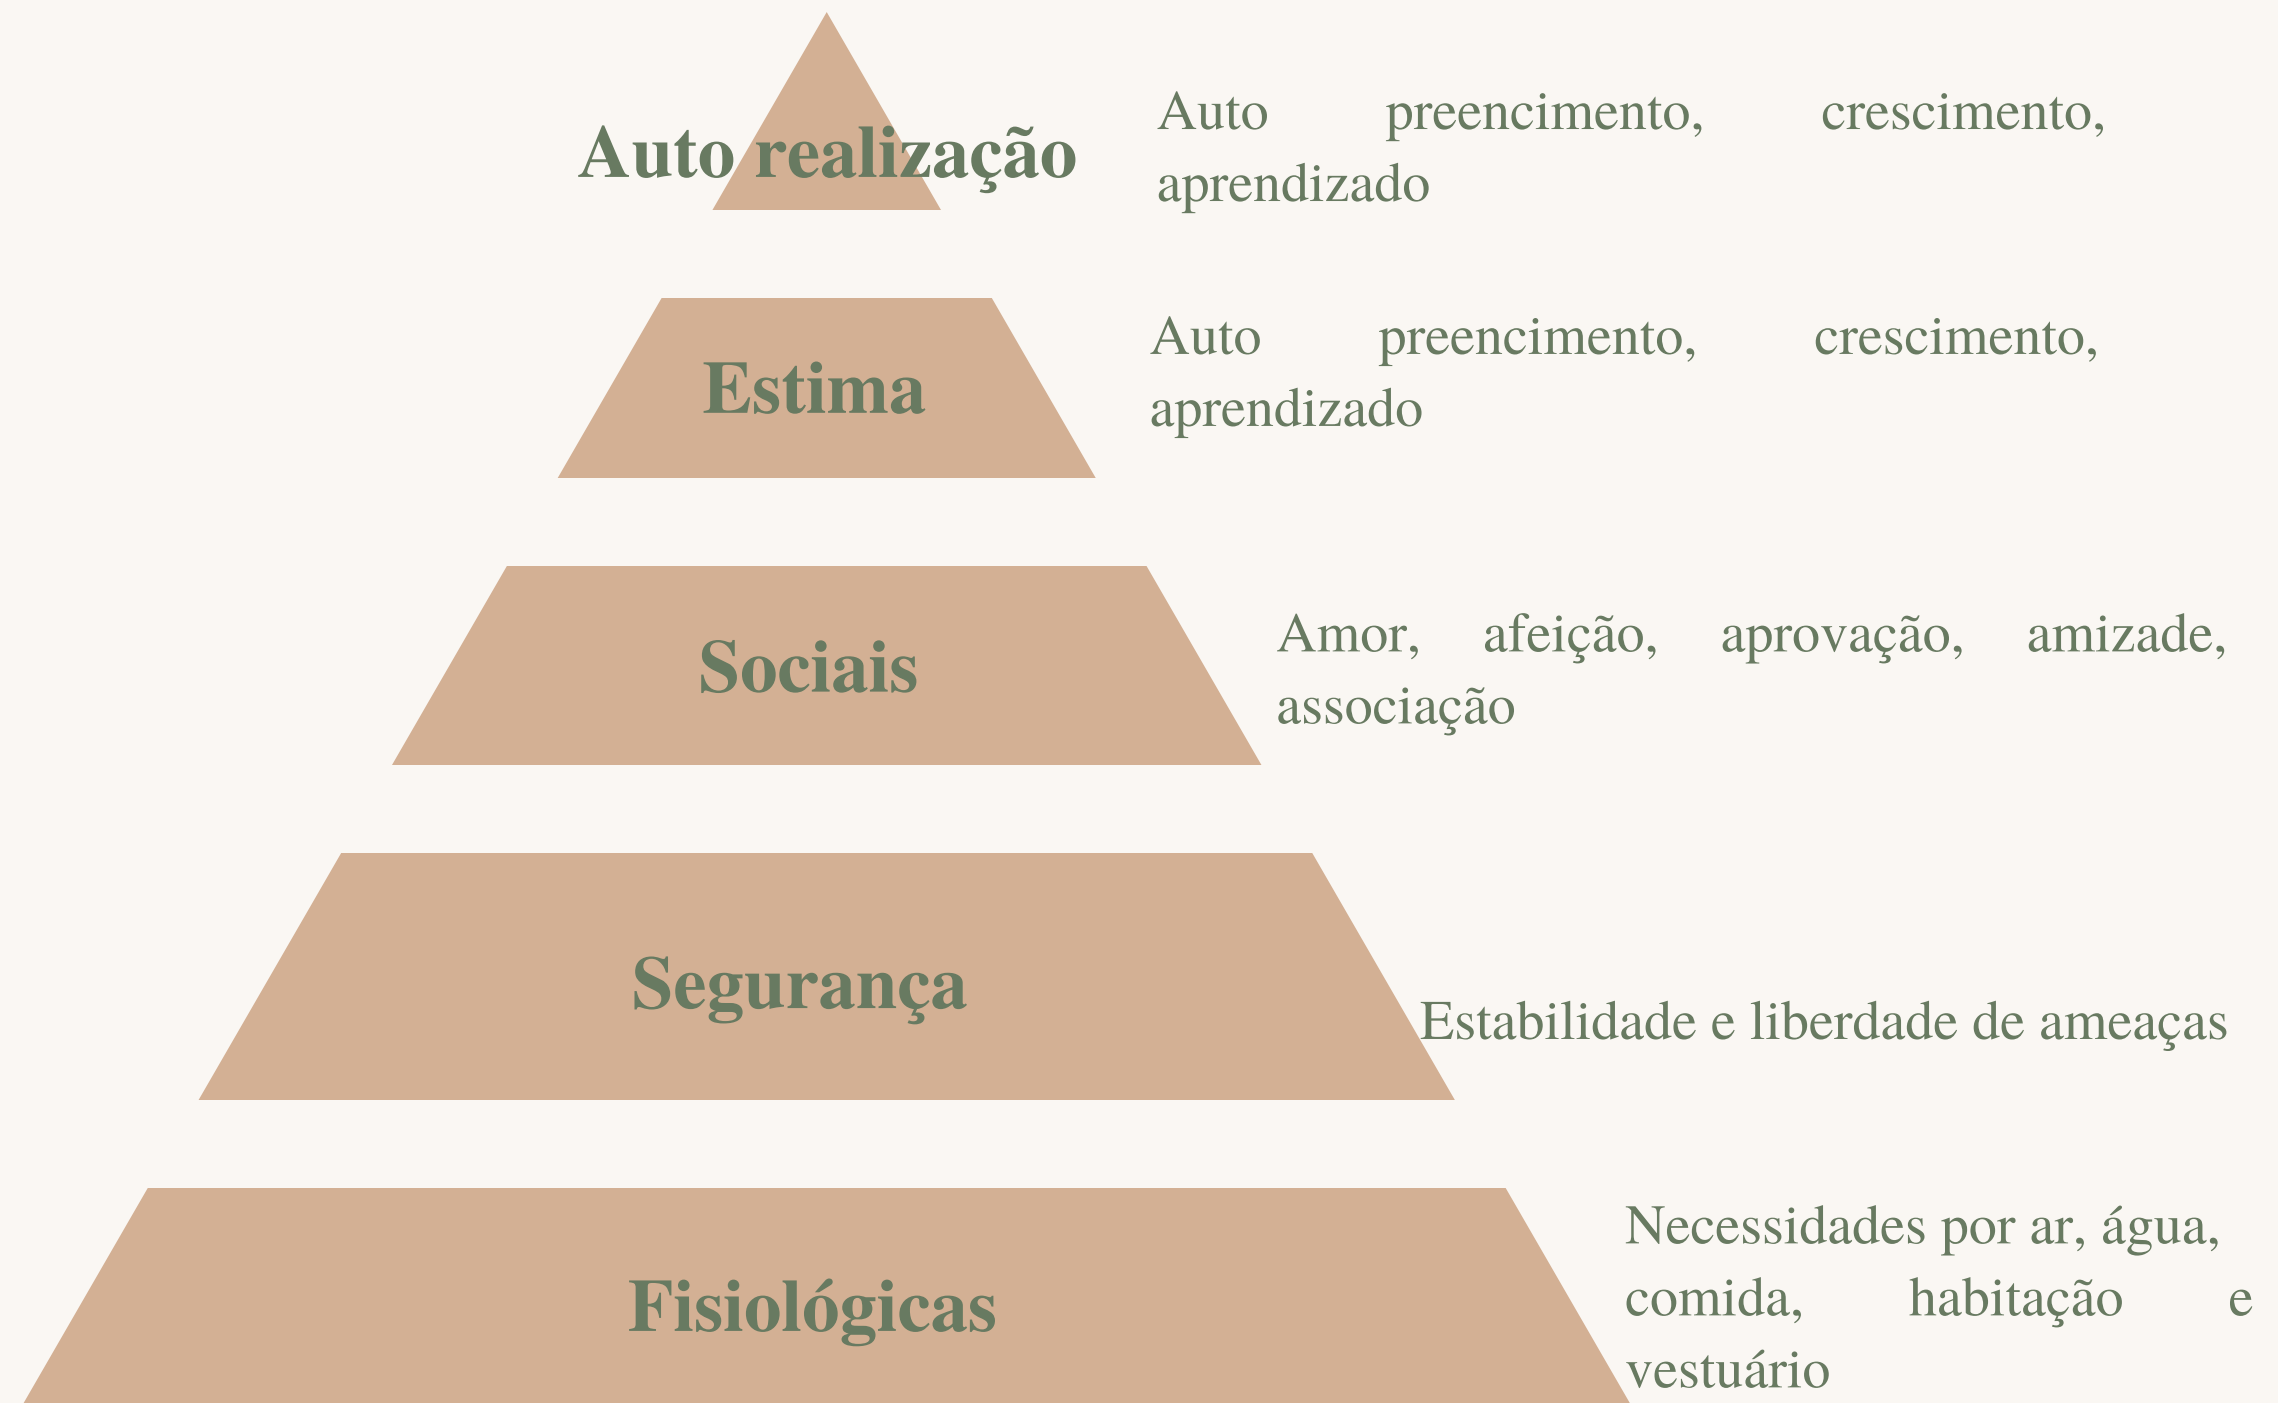 Auto realização
Auto preencimento, crescimento,
aprendizado
Estima
Auto preencimento, crescimento,
aprendizado
Sociais
Amor, afeição, aprovação, amizade,
associação
Segurança
Estabilidade e liberdade de ameaças
Fisiológicas
Necessidades por ar, água,
comida, habitação e
vestuário